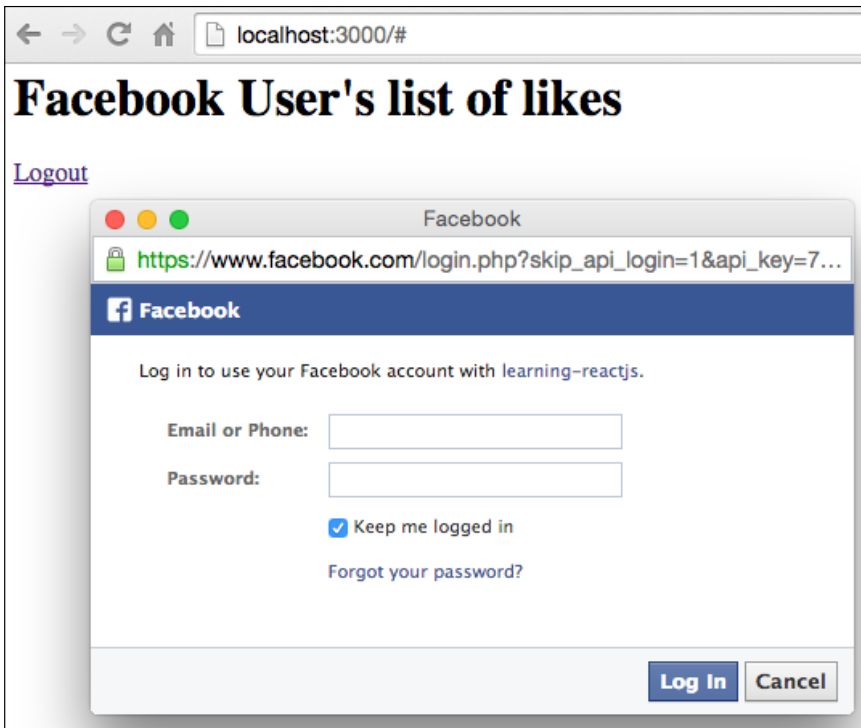 localhost:3000/#
Facebook User's list of likes
Logout
Facebook
https://www.facebook.com/login.php?skip_api_login=1&api_key=7...
Facebook
Log in to use your Facebook account with learning-reactjs.
Email or Phone:
Password:
Keep me logged in
Forgot your password?
Log In Cancel